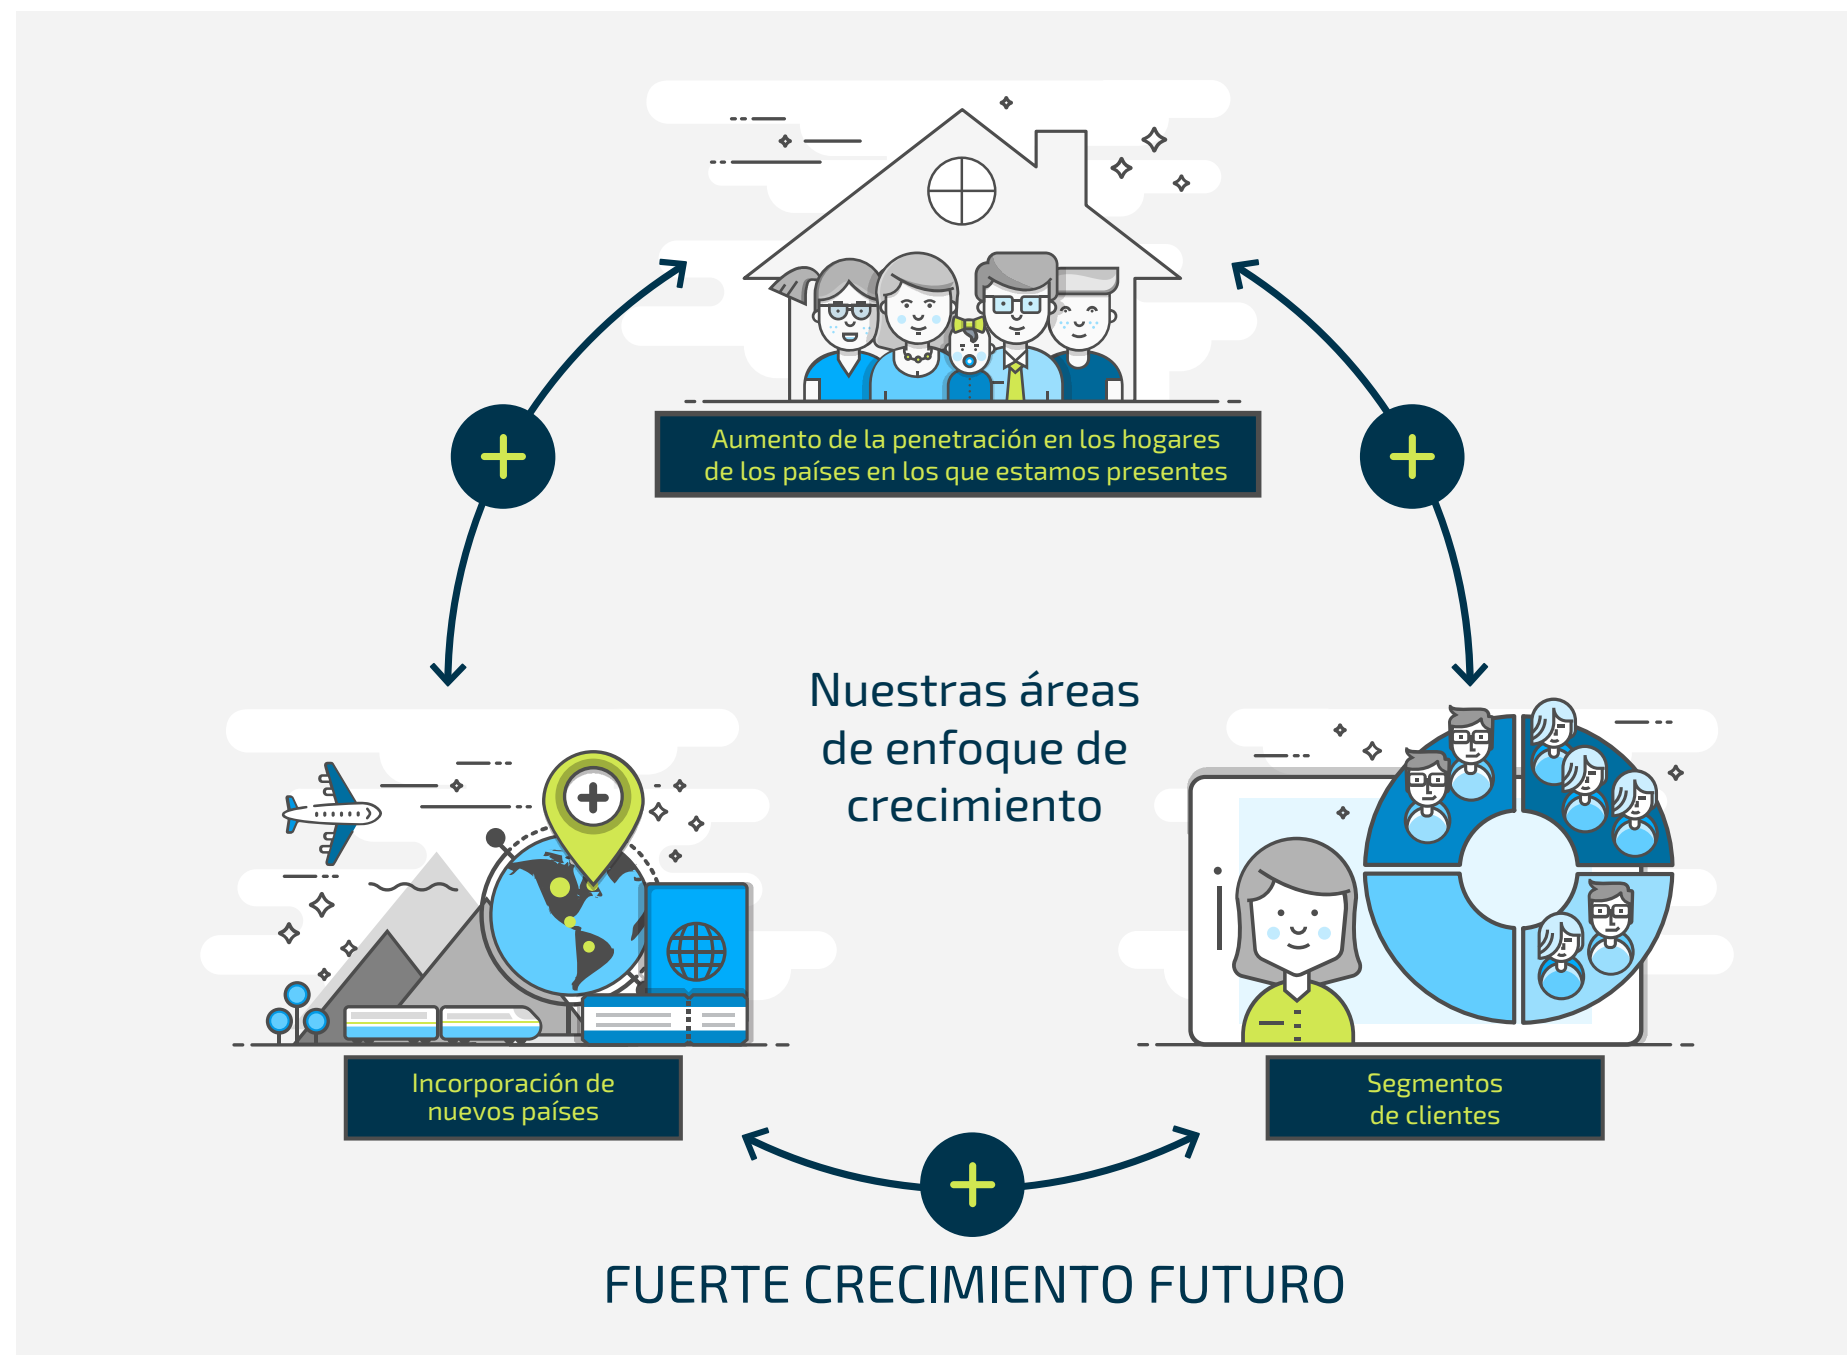 Aumento de la penetración en los hogares
de los países en los que estamos presentes
Nuestras áreas
de enfoque de
crecimiento
Incorporación de
nuevos países
Segmentos
de clientes
FUERTE CRECIMIENTO FUTURO